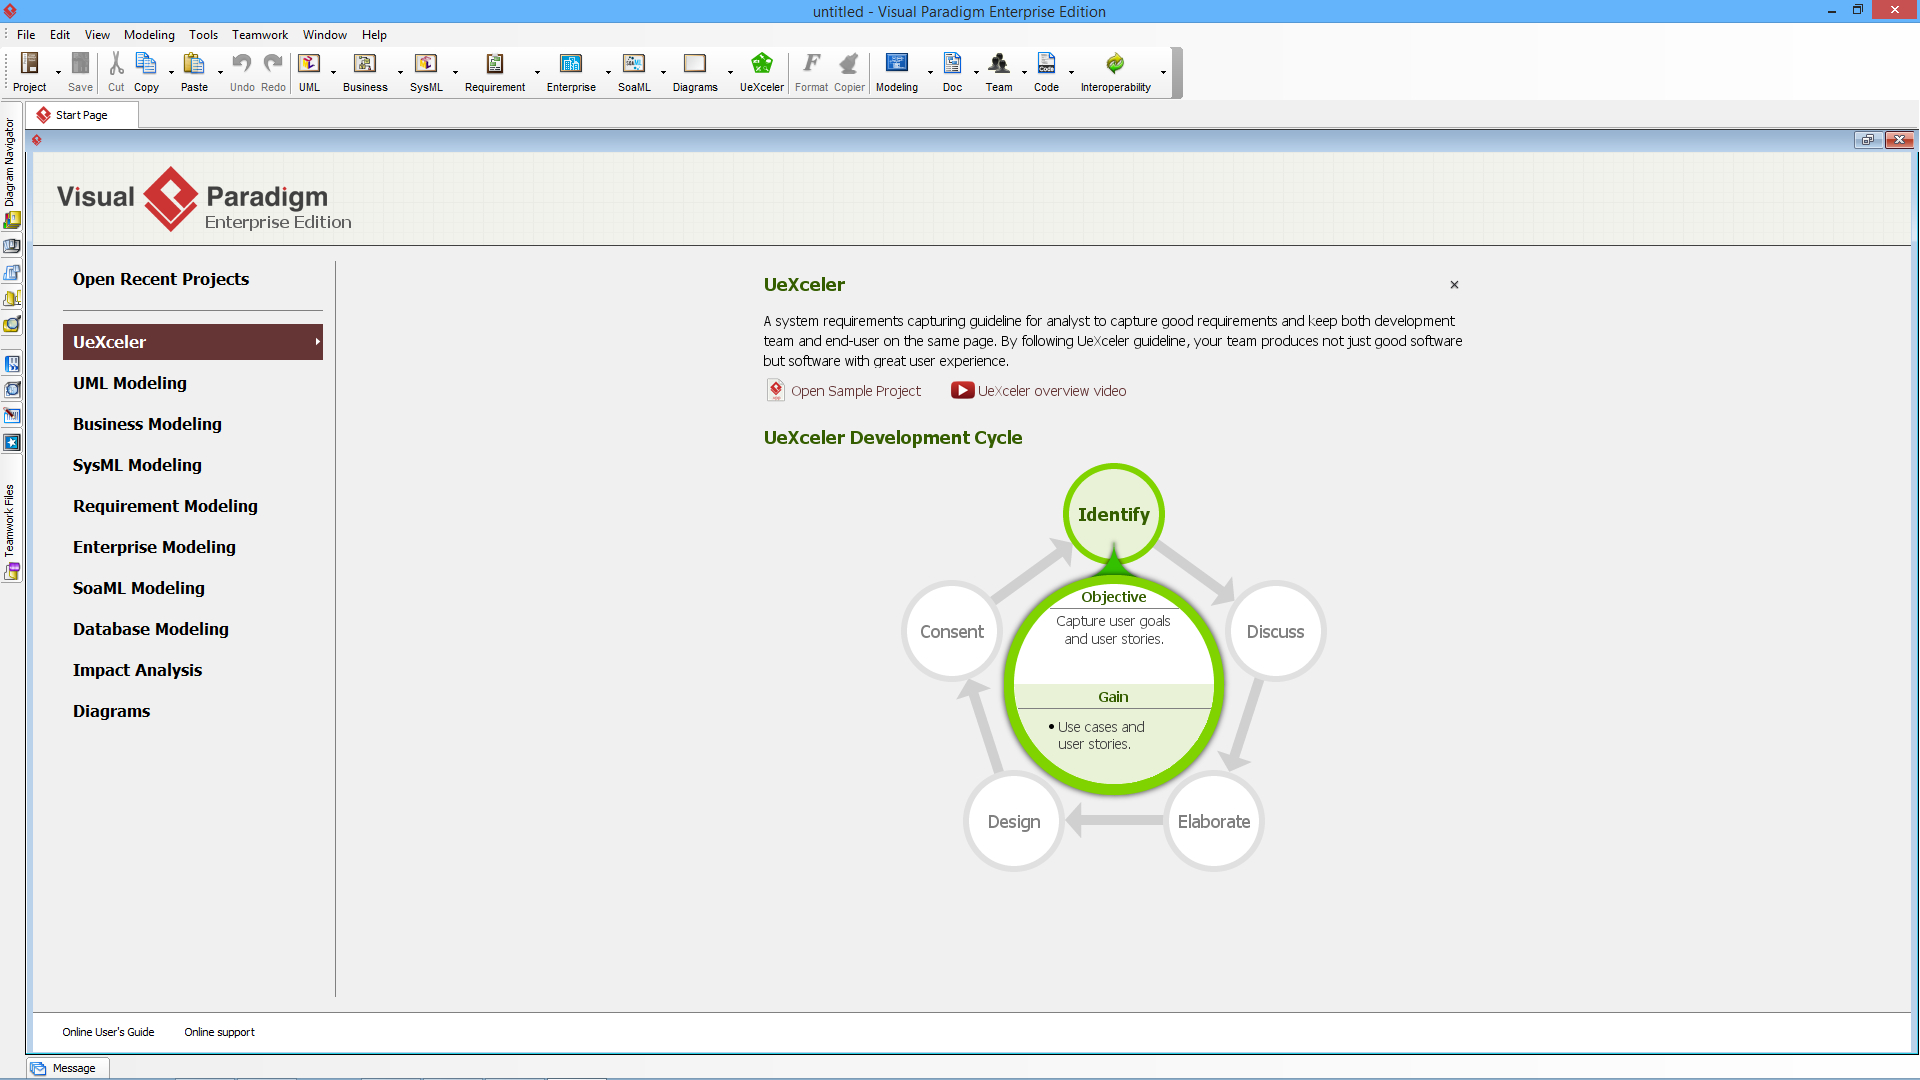 untitled - Visual Paradigm Enterprise Edition
File Edit View Modeling Tools Teamwork Window Help
Project Save Cut Copy Paste Undo Redo UML Business SysML Requirement Enterprise SoaML Diagrams UeXceler Format Copier Modeling Doc Team Code Interoperability
Start Page
Diagram Navigator
Teamwork Files
Visual Paradigm
Enterprise Edition
Open Recent Projects
UeXceler
UML Modeling
Business Modeling
SysML Modeling
Requirement Modeling
Enterprise Modeling
SoaML Modeling
Database Modeling
Impact Analysis
Diagrams
UeXceler
A system requirements capturing guideline for analyst to capture good requirements and keep both development
team and end-user on the same page. By following UeXceler guideline, your team produces not just good software
but software with great user experience.
Open Sample Project UeXceler overview video
UeXceler Development Cycle
Identify
Discuss
Elaborate
Design
Consent
Objective
Capture user goals
and user stories.
Gain
• Use cases and
user stories.
Online User's Guide Online support
Message